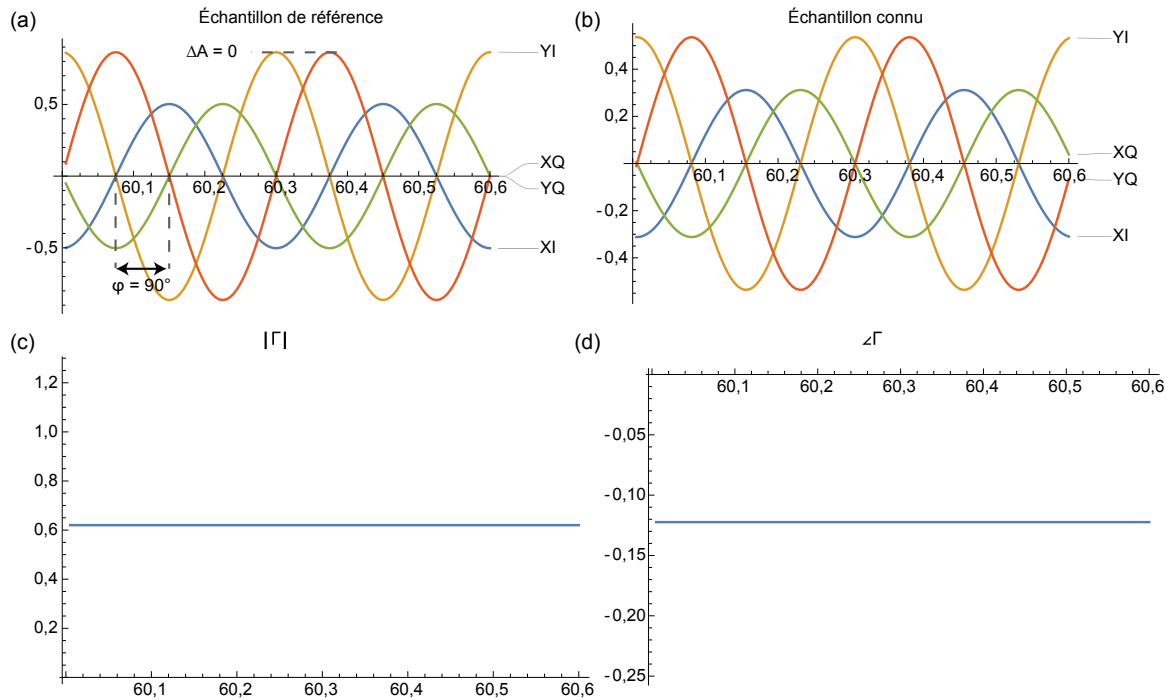 (a)
Échantillon de référence
ΔA = 0
0,5
-0,5
60,1 60,2 60,3 60,4 60,5 60,6
φ = 90°
YI
XQ
YQ
XI
(b)
Échantillon connu
0,4
0,2
-0,2
-0,4
60,1 60,2 60,3 60,4 60,5 60,6
YI
XQ
YQ
XI
(c)
|Γ|
1,2
1,0
0,8
0,6
0,4
0,2
60,1 60,2 60,3 60,4 60,5 60,6
(d)
∠Γ
60,1 60,2 60,3 60,4 60,5 60,6
-0,05
-0,10
-0,15
-0,20
-0,25